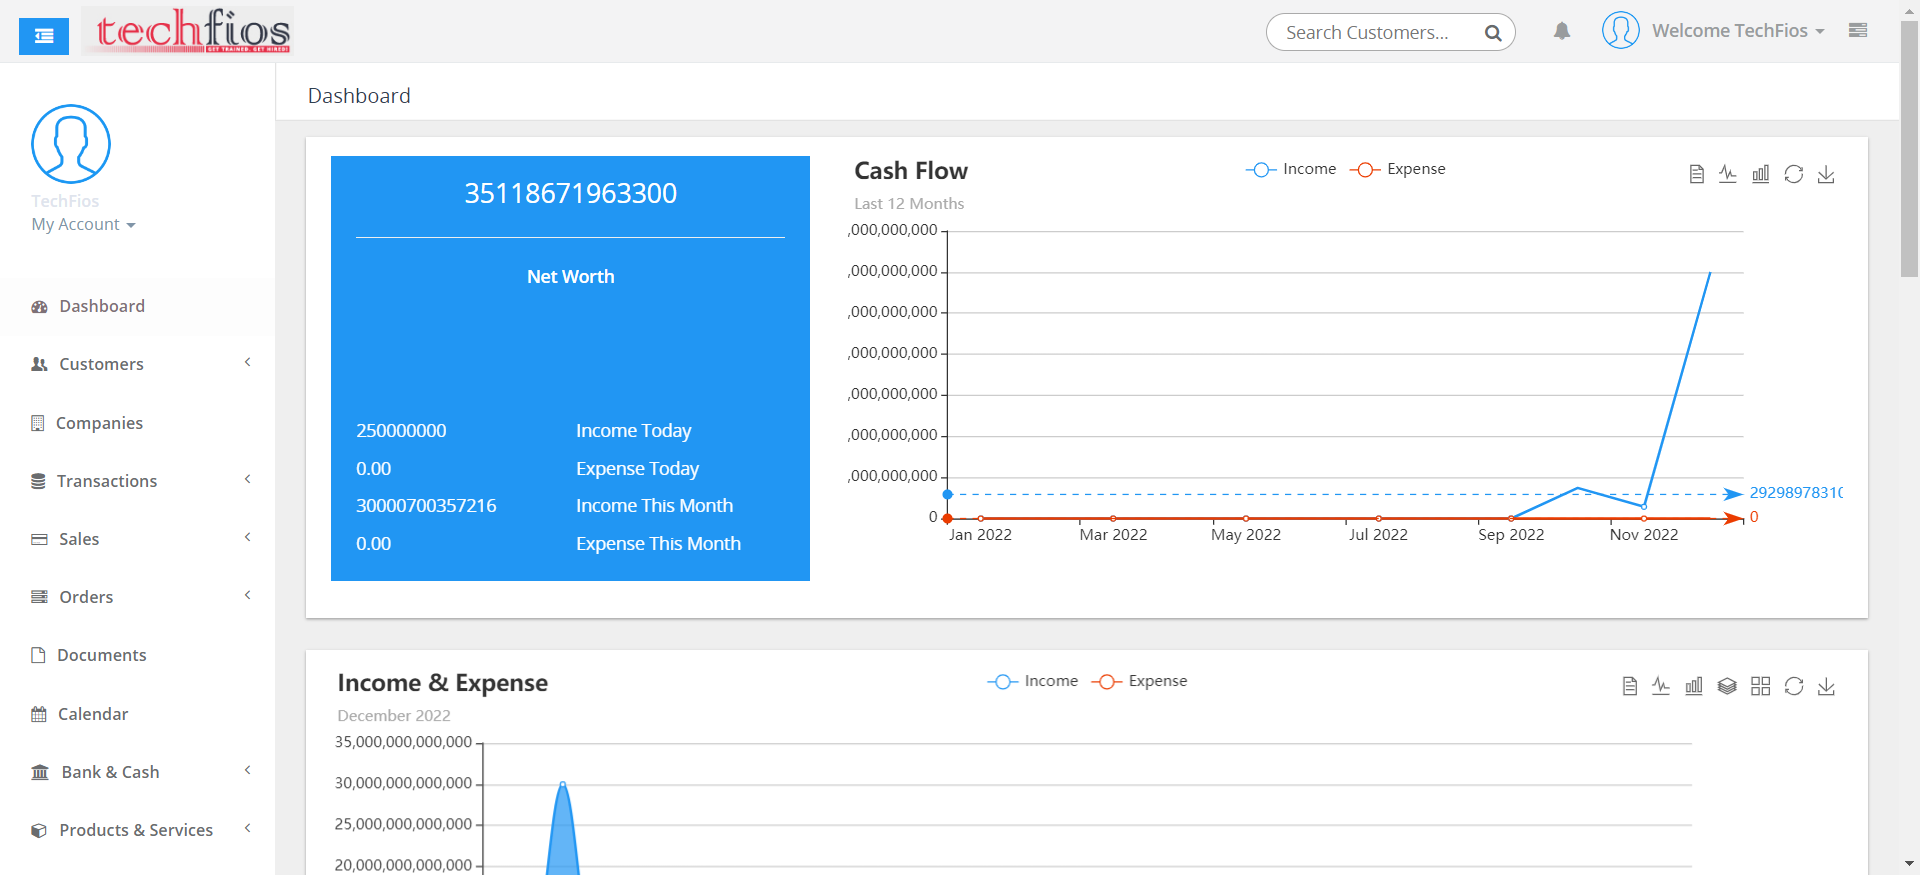 techfios
GET TRAINED. GET HIRED!
Search Customers...
Welcome TechFios
TechFios
My Account
Dashboard
Customers
Companies
Transactions
Sales
Orders
Documents
Calendar
Bank & Cash
Products & Services
Dashboard
35118671963300
Net Worth
250000000 Income Today
0.00 Expense Today
30000700357216 Income This Month
0.00 Expense This Month
Cash Flow
Last 12 Months
Income Expense
,000,000,000
,000,000,000
,000,000,000
,000,000,000
,000,000,000
,000,000,000
,000,000,000
2929897831
0
0
Jan 2022 Mar 2022 May 2022 Jul 2022 Sep 2022 Nov 2022
Income & Expense
December 2022
Income Expense
35,000,000,000,000
30,000,000,000,000
25,000,000,000,000
20,000,000,000,000